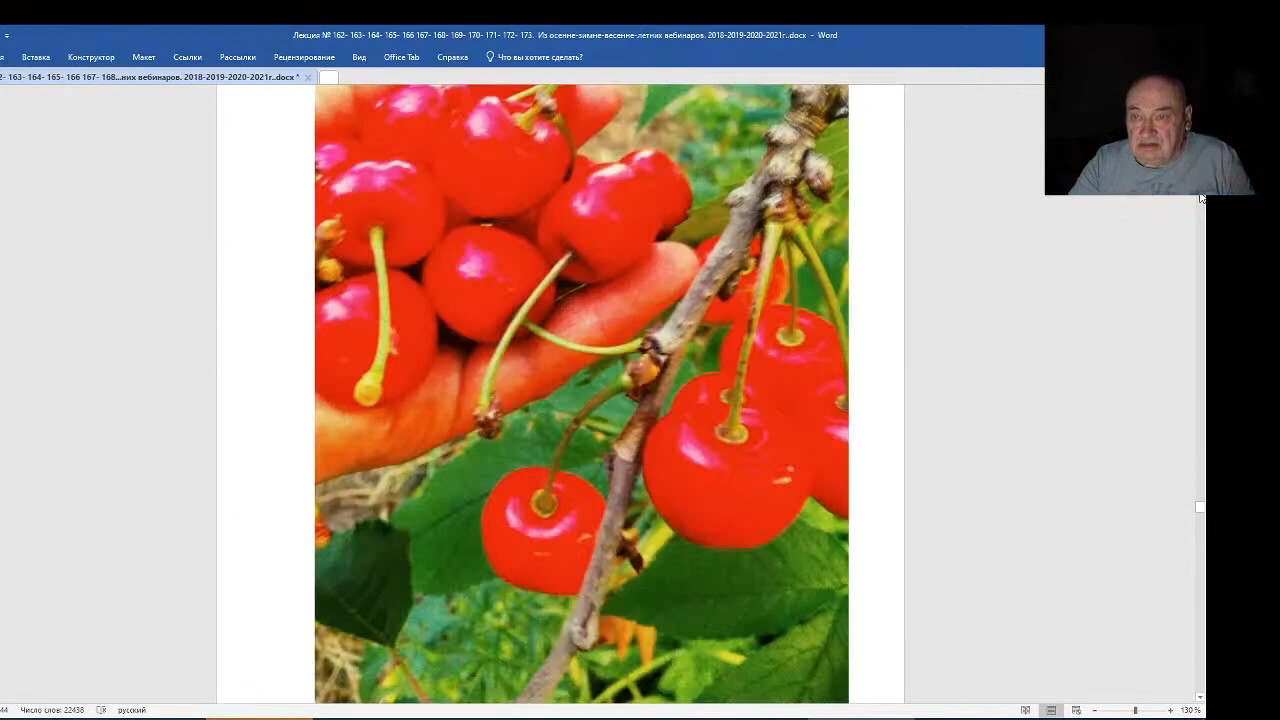 Лекция № 162- 163- 164- 165- 166 167- 168- 169- 170- 171- 172- 173. Из осенне-зимне-весенне-летних вебинаров. 2018-2019-2020-2021г..docx - Word
Вставка Конструктор Макет Ссылки Рассылки Рецензирование Вид Office Tab Справка Что вы хотите сделать?
2- 163- 164- 165- 166 167- 168...них вебинаров. 2018-2019-2020-2021г..docx *
44 Число слов: 22438 русский 130 %